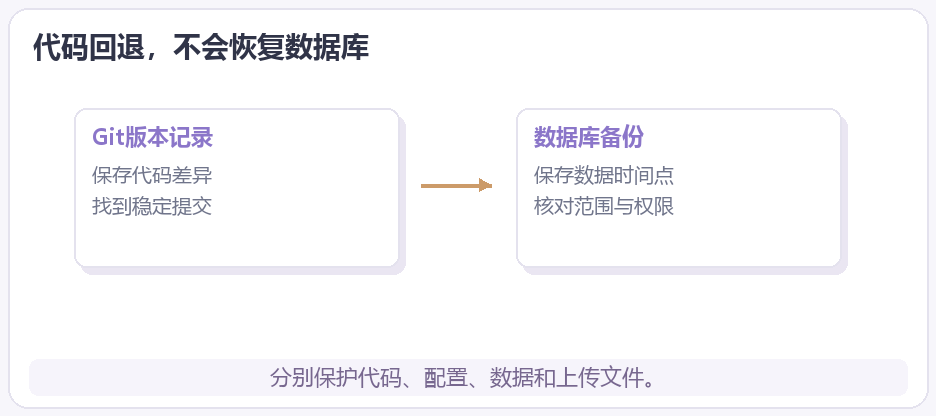 代码回退，不会恢复数据库
Git版本记录
保存代码差异
找到稳定提交
数据库备份
保存数据时间点
核对范围与权限
分别保护代码、配置、数据和上传文件。